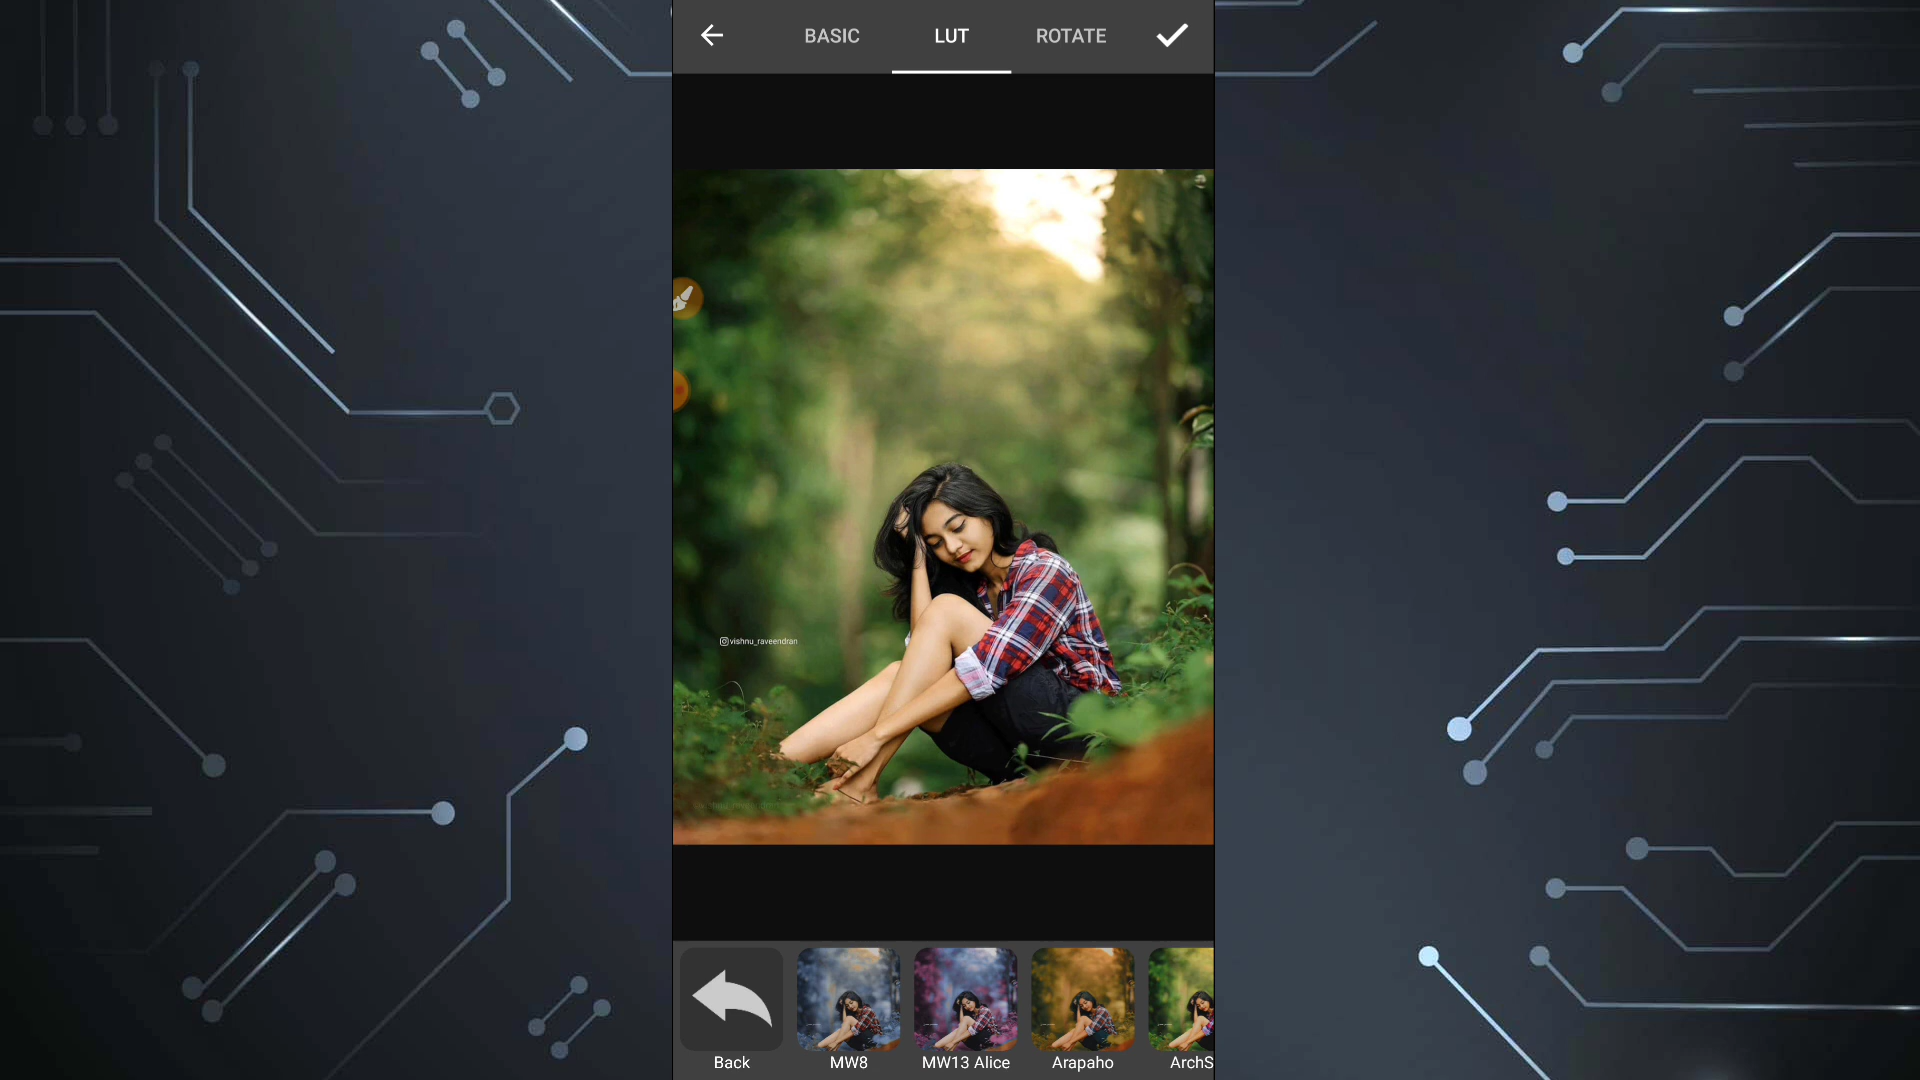 BASIC LUT ROTATE
vishnu_raveendran
Back MW8 MW13 Alice Arapaho ArchS